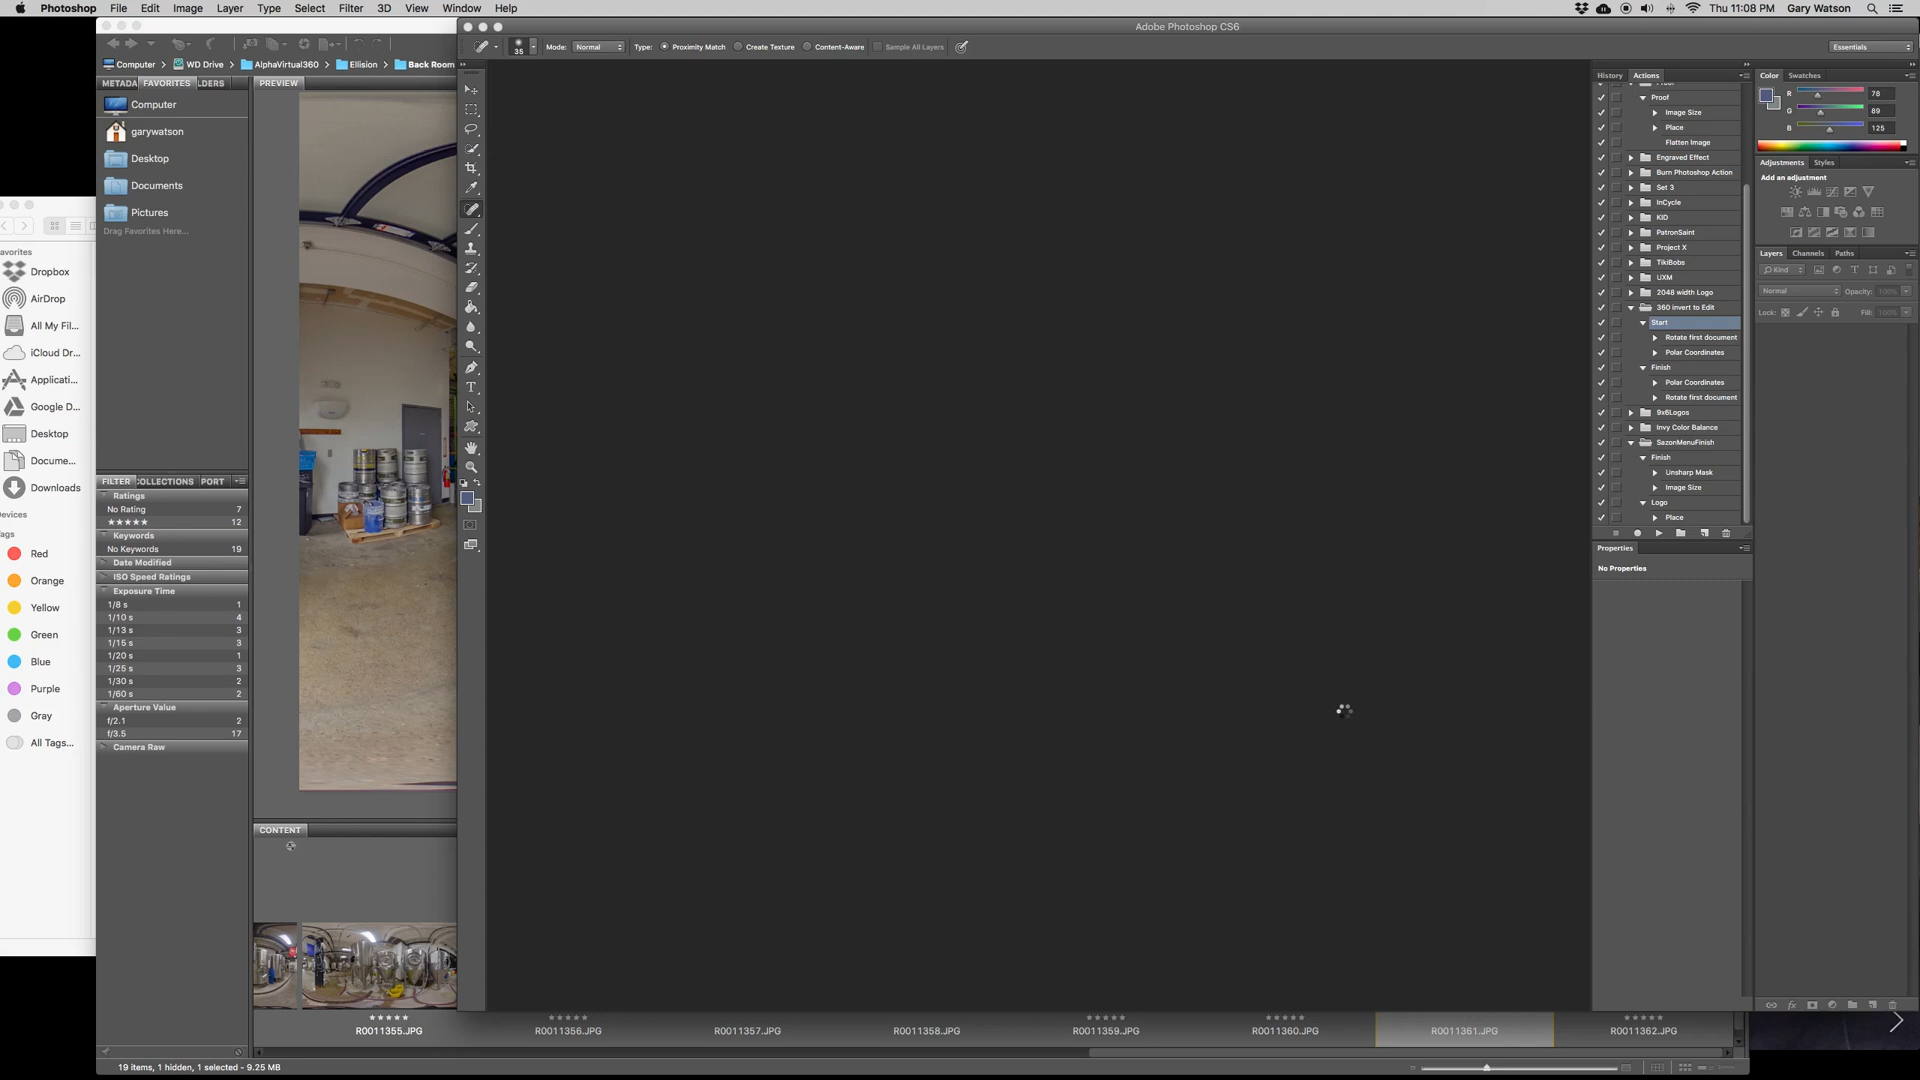 Photoshop File Edit Image Layer Type Select Filter 3D View Window Help
Thu 11:08 PM Gary Watson
Adobe Photoshop CS6
35 Mode: Normal Type: Proximity Match Create Texture Content-Aware Sample All Layers
Essentials
Computer WD Drive AlphaVirtual360 Ellision Back Room
METADA FAVORITES LDERS
PREVIEW
Computer
garywatson
Desktop
Documents
Pictures
Drag Favorites Here...
avorites
Dropbox
AirDrop
All My Fil...
iCloud Dr...
Applicati...
Google D...
Desktop
Docume...
Downloads
evices
ags
Red
Orange
Yellow
Green
Blue
Purple
Gray
All Tags...
FILTER COLLECTIONS PORT
Ratings
No Rating 7
★★★★★ 12
Keywords
No Keywords 19
Date Modified
ISO Speed Ratings
Exposure Time
1/8 s 1
1/10 s 4
1/13 s 3
1/15 s 3
1/20 s 1
1/25 s 3
1/30 s 2
1/60 s 2
Aperture Value
f/2.1 2
f/3.5 17
Camera Raw
CONTENT
R0011355.JPG R0011356.JPG R0011357.JPG R0011358.JPG R0011359.JPG R0011360.JPG R0011361.JPG R0011362.JPG
19 items, 1 hidden, 1 selected - 9.25 MB
History Actions
Proof
Image Size
Place
Flatten Image
Engraved Effect
Burn Photoshop Action
Set 3
InCycle
KID
PatronSaint
Project X
TikiBobs
UXM
2048 width Logo
360 invert to Edit
Start
Rotate first document
Polar Coordinates
Finish
Polar Coordinates
Rotate first document
9x6Logos
Invy Color Balance
SazonMenuFinish
Finish
Unsharp Mask
Image Size
Logo
Place
Properties
No Properties
Color Swatches
R 78
G 89
B 125
Adjustments Styles
Add an adjustment
Layers Channels Paths
Kind
Normal Opacity: 100%
Lock: Fill: 100%